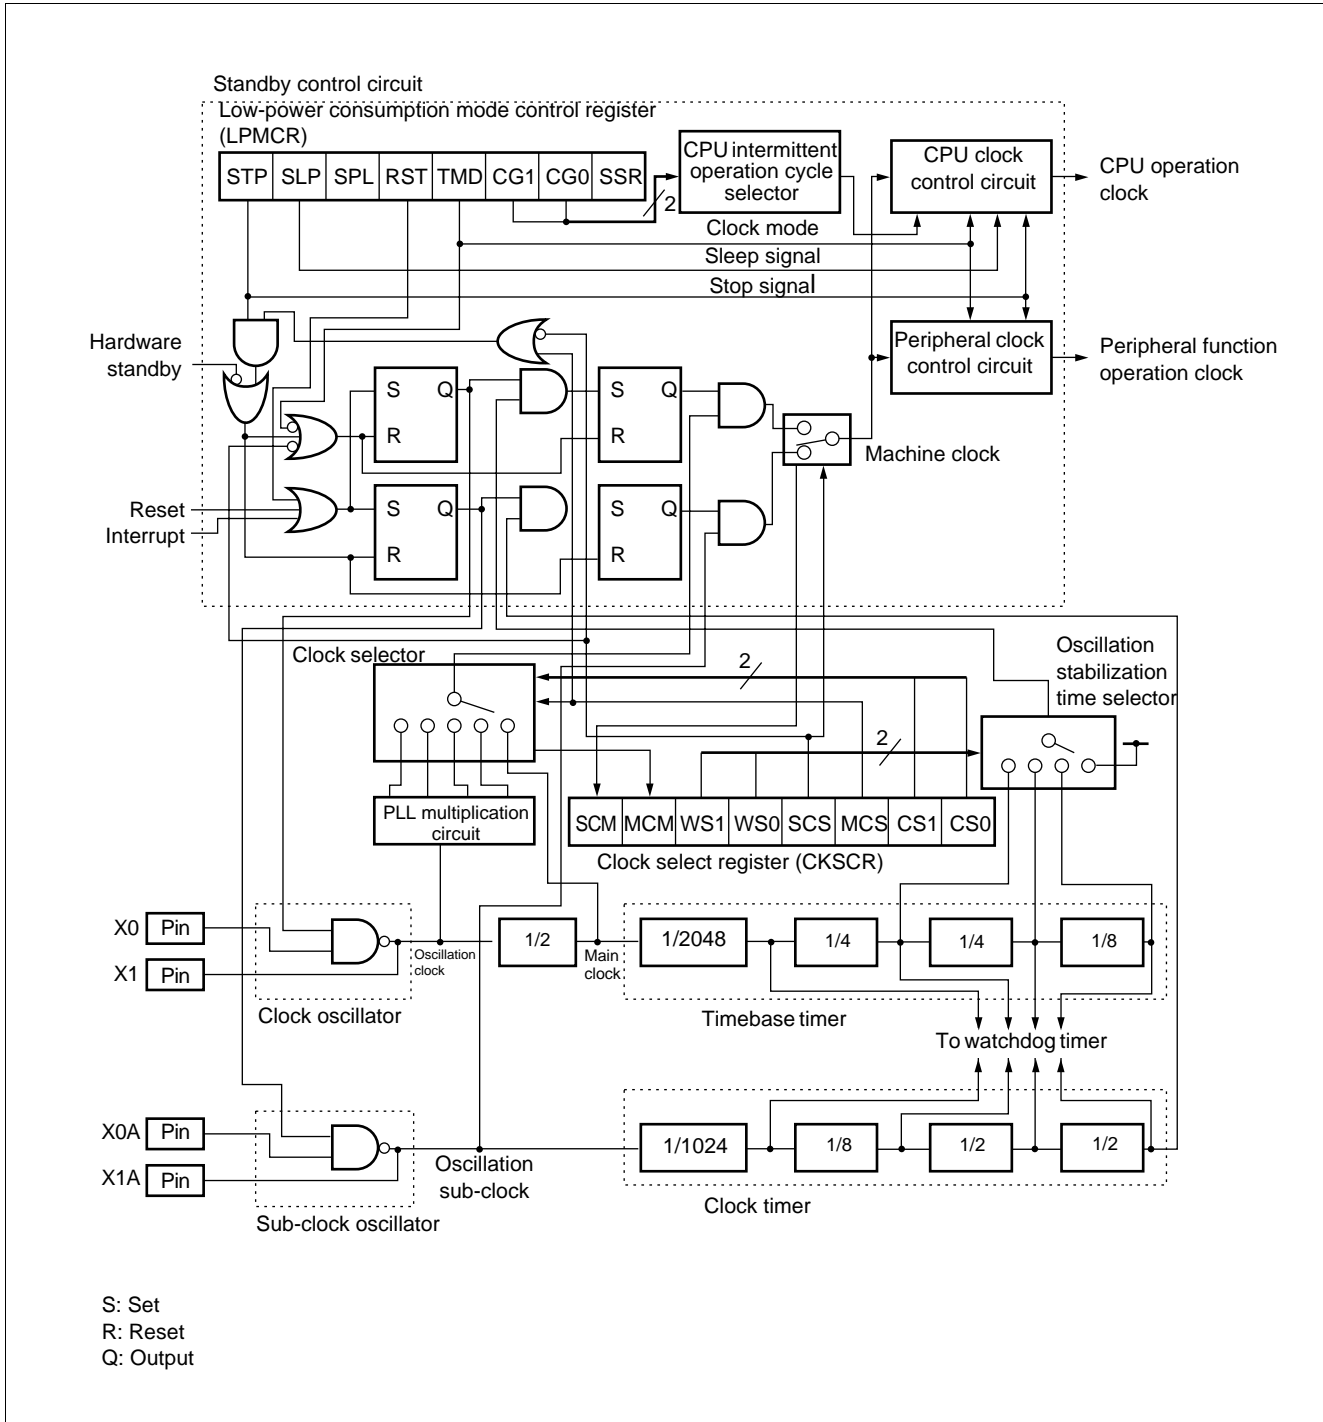 Standby control circuit
Low-power consumption mode control register
(LPMCR)
STP SLP SPL RST TMD CG1 CG0 SSR
2
CPU intermittent
operation cycle
selector
CPU clock
control circuit
CPU operation
clock
Clock mode
Sleep signal
Stop signal
Hardware
standby
Peripheral clock
control circuit
Peripheral function
operation clock
S Q
R
S Q
R
Machine clock
Reset
Interrupt
S Q
R
S Q
R
Clock selector
2
Oscillation
stabilization
time selector
2
PLL multiplication
circuit
SCM MCM WS1 WS0 SCS MCS CS1 CS0
Clock select register (CKSCR)
X0 Pin
X1 Pin
Oscillation
clock
1/2
Main
clock
1/2048
1/4
1/4
1/8
Clock oscillator
Timebase timer
To watchdog timer
X0A Pin
X1A Pin
Oscillation
sub-clock
1/1024
1/8
1/2
1/2
Sub-clock oscillator
Clock timer
S: Set
R: Reset
Q: Output